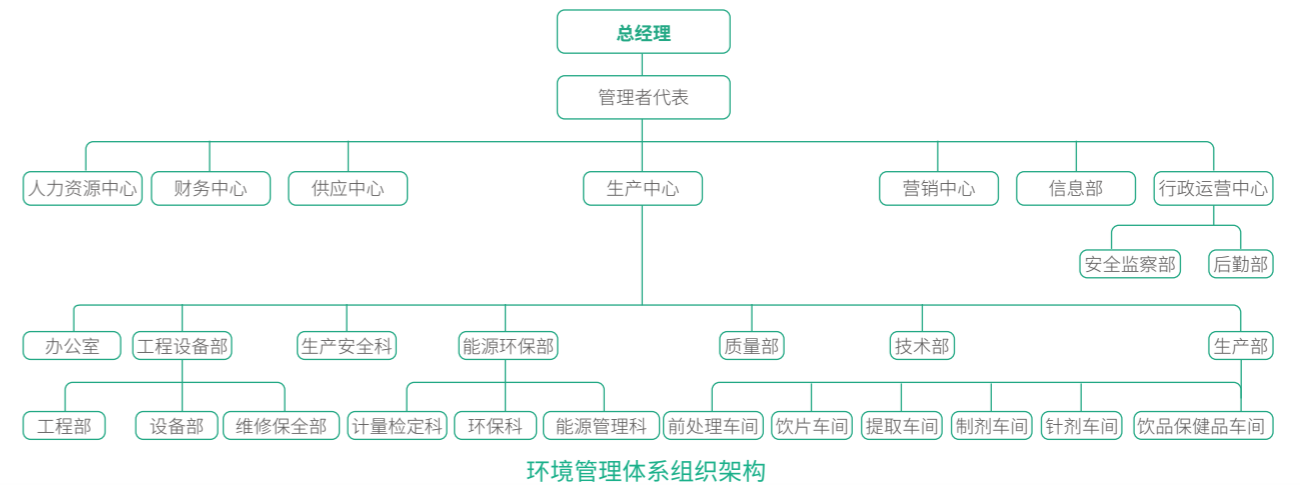 总经理
管理者代表
人力资源中心
财务中心
供应中心
生产中心
营销中心
信息部
行政运营中心
安全监察部
后勤部
办公室
工程设备部
生产安全科
能源环保部
质量部
技术部
生产部
工程部
设备部
维修保全部
计量检定科
环保科
能源管理科
前处理车间
饮片车间
提取车间
制剂车间
针剂车间
饮品保健品车间
环境管理体系组织架构